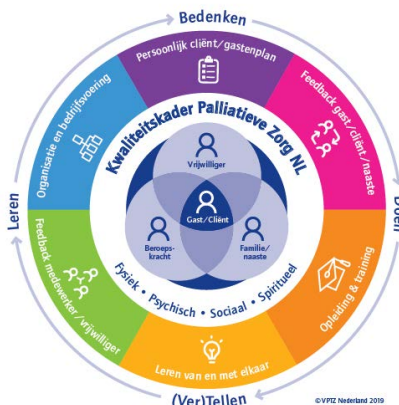 Bedenken
Persoonlijk cliënt/gastenplan
Feedback gast/cliënt/naaste
Doen
Opleiding & training
Leren van en met elkaar
(Ver)Tellen
Feedback medewerker/vrijwilliger
Leren
Organisatie en bedrijfsvoering
Kwaliteitskader Palliatieve Zorg NL
Vrijwilliger
Gast/Cliënt
Beroeps-
kracht
Familie/
naaste
Fysiek • Psychisch • Sociaal • Spiritueel
© VPTZ Nederland 2019